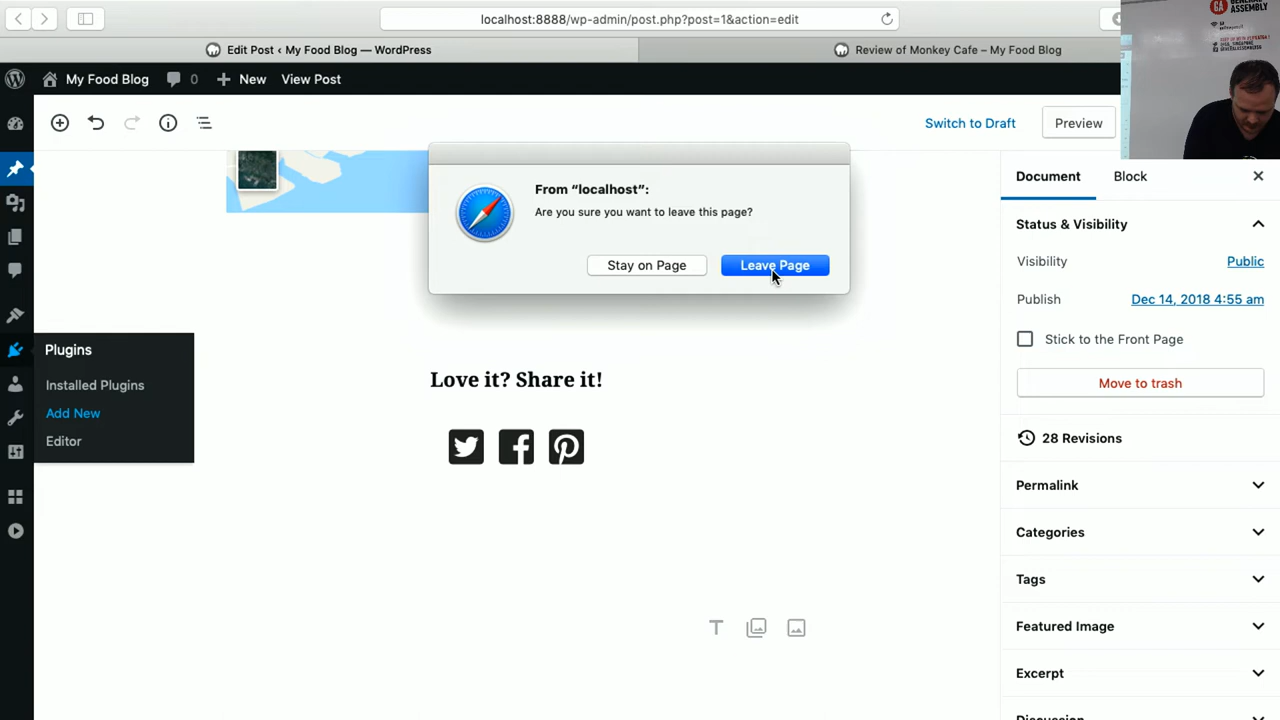 localhost:8888/wp-admin/post.php?post=1&action=edit
Edit Post ‹ My Food Blog — WordPress
Review of Monkey Cafe – My Food Blog
My Food Blog
0
New
View Post
Switch to Draft
Preview
From “localhost”:
Are you sure you want to leave this page?
Stay on Page
Leave Page
Plugins
Installed Plugins
Add New
Editor
Love it? Share it!
Document
Block
Status & Visibility
Visibility
Public
Publish
Dec 14, 2018 4:55 am
Stick to the Front Page
Move to trash
28 Revisions
Permalink
Categories
Tags
Featured Image
Excerpt
Discussion
GA
ASSEMBLY